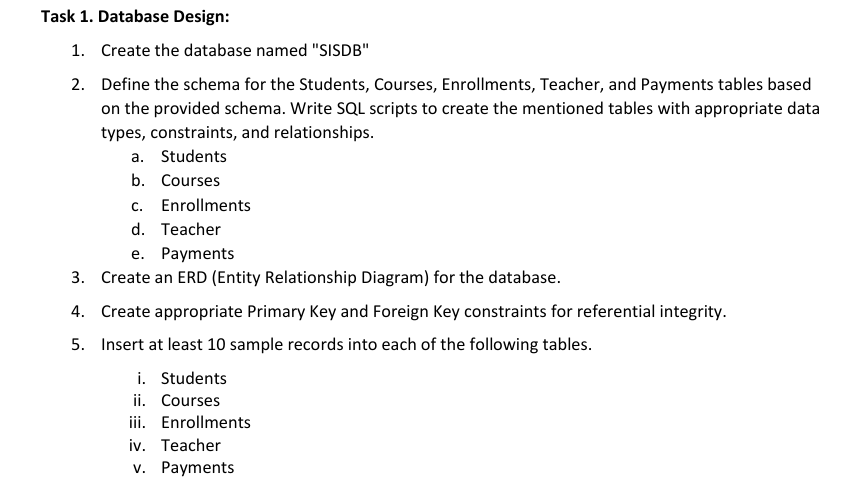 Task 1. Database Design:
1. Create the database named "SISDB"
2. Define the schema for the Students, Courses, Enrollments, Teacher, and Payments tables based
on the provided schema. Write SQL scripts to create the mentioned tables with appropriate data
types, constraints, and relationships.
a. Students
b. Courses
c. Enrollments
d. Teacher
e. Payments
3. Create an ERD (Entity Relationship Diagram) for the database.
4. Create appropriate Primary Key and Foreign Key constraints for referential integrity.
5. Insert at least 10 sample records into each of the following tables.
i. Students
ii. Courses
iii. Enrollments
iv. Teacher
v. Payments